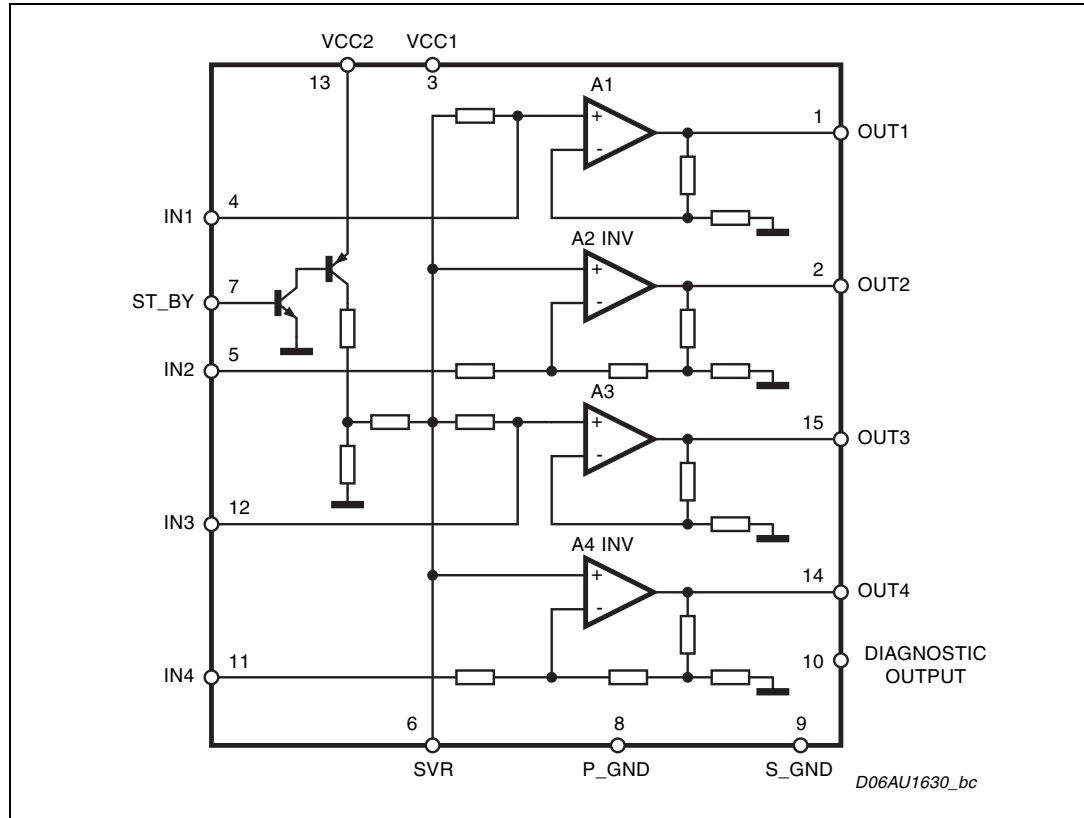 VCC2 VCC1
13 3
A1
+
-
1 OUT1
IN1 4
A2 INV
+
-
2 OUT2
ST_BY 7
IN2 5
A3
+
-
15 OUT3
IN3 12
A4 INV
+
-
14 OUT4
10 DIAGNOSTIC
OUTPUT
IN4 11
6 8 9
SVR P_GND S_GND
D06AU1630_bc